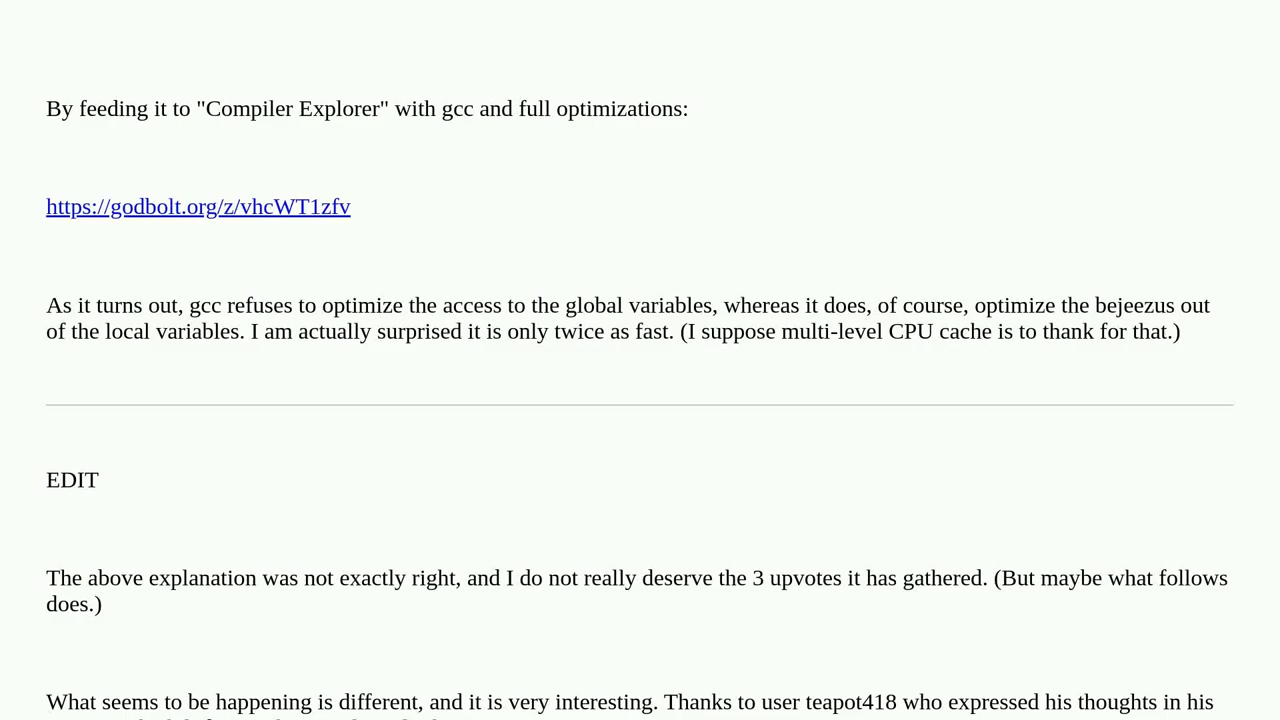 By feeding it to "Compiler Explorer" with gcc and full optimizations:
https://godbolt.org/z/vhcWT1zfv
As it turns out, gcc refuses to optimize the access to the global variables, whereas it does, of course, optimize the bejeezus out
of the local variables. I am actually surprised it is only twice as fast. (I suppose multi-level CPU cache is to thank for that.)
EDIT
The above explanation was not exactly right, and I do not really deserve the 3 upvotes it has gathered. (But maybe what follows
does.)
What seems to be happening is different, and it is very interesting. Thanks to user teapot418 who expressed his thoughts in his